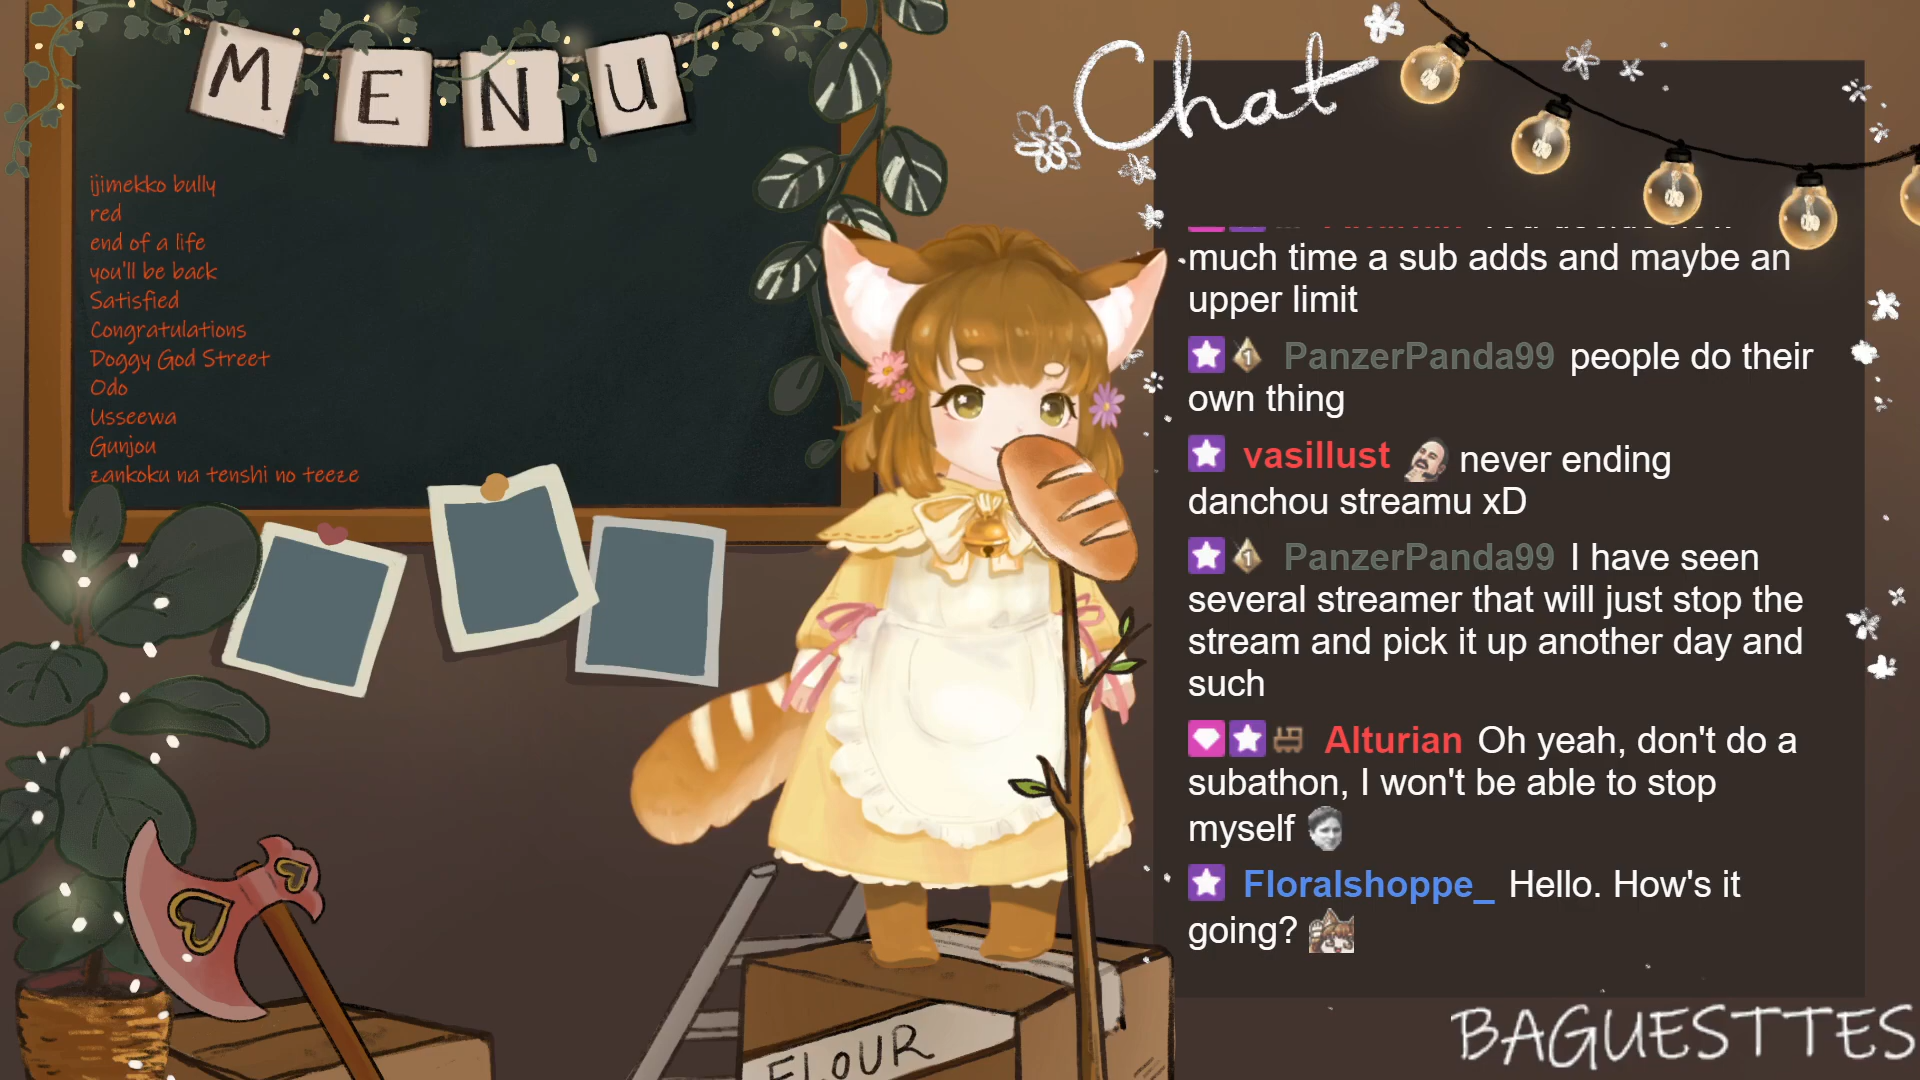 MENU
ijimekko bully
red
end of a life
you'll be back
Satisfied
Congratulations
Doggy God Street
Odo
Usseewa
Gunjou
zankoku na tenshi no teeze
Chat
much time a sub adds and maybe an
upper limit
1 PanzerPanda99 people do their
own thing
vasillust never ending
danchou streamu xD
1 PanzerPanda99 I have seen
several streamer that will just stop the
stream and pick it up another day and
such
Alturian Oh yeah, don't do a
subathon, I won't be able to stop
myself
Floralshoppe_ Hello. How's it
going?
FLOUR
BAGUESTTES